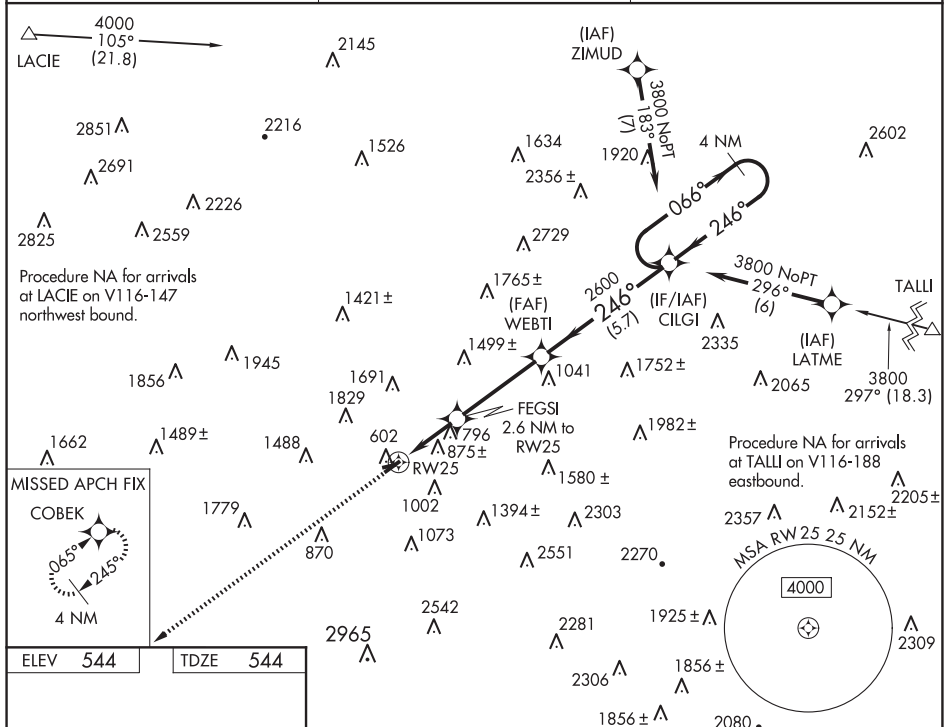 4000
105°
(21.8)
LACIE
2145
(IAF)
ZIMUD
3800 NoPT
183°
(7)
2851
2216
1526
1634
1920
4 NM
2602
2691
2356 ±
2226
066°
246°
2825
2559
2729
Procedure NA for arrivals
at LACIE on V116-147
northwest bound.
1765 ±
2600
246°
(5.7)
(IF/IAF)
CILGI
3800 NoPT
296°
(6)
TALLI
1421 ±
(FAF)
WEBTI
2335
(IAF)
LATME
1945
1499 ±
1041
1752 ±
2065
3800
297° (18.3)
1856
1691
1829
FEGSI
2.6 NM to
RW25
1662
1489 ±
1488
602
796
875 ±
RW25
1982 ±
Procedure NA for arrivals
at TALLI on V116-188
eastbound.
1580 ±
2205 ±
MISSED APCH FIX
COBEK
065°
245°
4 NM
1779
1002
1394 ±
2303
2357
2152 ±
870
1073
2551
2270
MSA RW 25 25 NM
4000
2542
1925 ±
2965
2281
2309
2306
1856 ±
ELEV 544
TDZE 544
1856 ±
2080